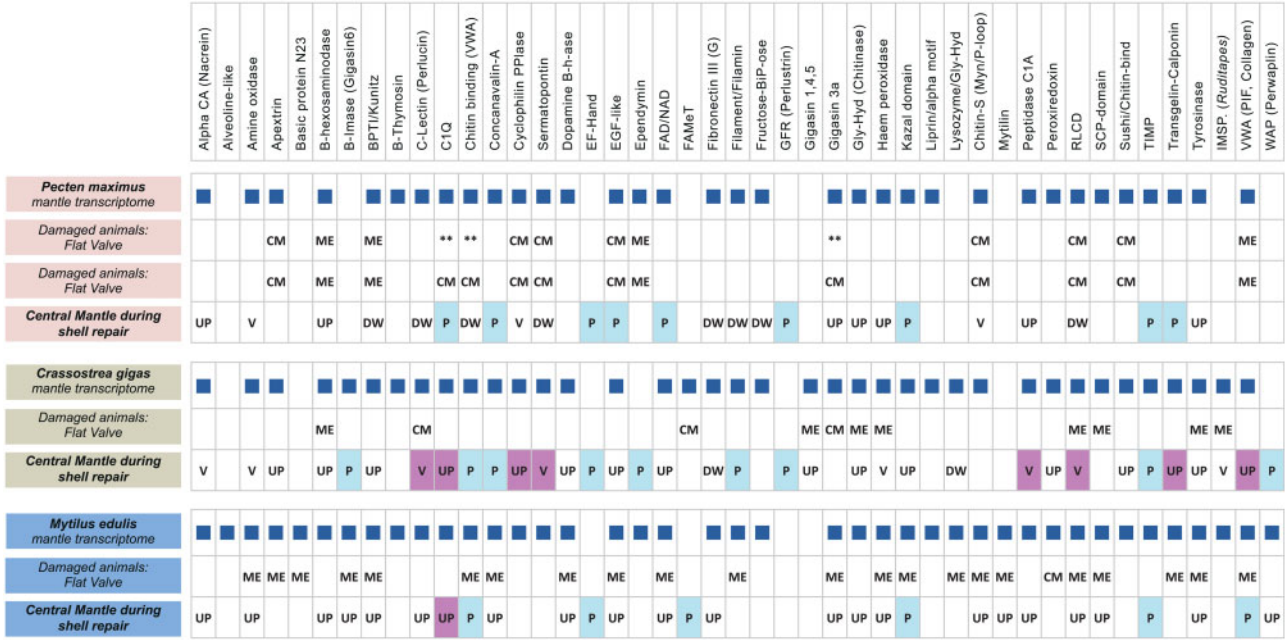 Alpha CA (Nacrein)
Alveoline-like
Amine oxidase
Apextrin
Basic protein N23
B-hexosaminodase
B-lmase (Gigasin6)
BPTI/Kunitz
B-Thymosin
C-Lectin (Perlucin)
C1Q
Chitin binding (VWA)
Concanavalin-A
Cyclophilin PPlase
Sermatopontin
Dopamine B-h-ase
EF-Hand
EGF-like
Ependymin
FAD/NAD
FAMeT
Fibronectin III (G)
Filament/Filamin
Fructose-BiP-ose
GFR (Perlustrin)
Gigasin 1,4,5
Gigasin 3a
Gly-Hyd (Chitinase)
Haem peroxidase
Kazal domain
Liprin/alpha motif
Lysozyme/Gly-Hyd
Chitin-S (Myn/P-loop)
Mytilin
Peptidase C1A
Peroxiredoxin
RLCD
SCP-domain
Sushi/Chitin-bind
TIMP
Transgelin-Calponin
Tyrosinase
IMSP. (Ruditapes)
VWA (PIF, Collagen)
WAP (Perwaplin)
Pecten maximus
mantle transcriptome
Damaged animals:
Flat Valve
CM ME ME ** ** CM CM CM ME ** CM CM CM ME
Damaged animals:
Flat Valve
CM ME ME CM CM CM CM CM ME CM CM CM CM ME
Central Mantle during
shell repair
UP V UP DW DW P DW P V DW P P P DW DW DW P UP UP UP P V UP DW P P UP
Crassostrea gigas
mantle transcriptome
Damaged animals:
Flat Valve
ME CM CM ME CM ME ME ME ME ME ME
Central Mantle during
shell repair
V V UP UP P UP V UP P P UP V UP P UP P UP DW P P UP UP V UP DW V UP V UP P UP UP V UP P
Mytilus edulis
mantle transcriptome
Damaged animals:
Flat Valve
ME ME ME ME ME ME ME ME ME ME ME ME ME ME ME ME ME ME CM ME ME ME ME ME
Central Mantle during
shell repair
UP UP UP UP UP UP UP P UP UP P UP UP P UP UP UP UP P UP UP UP UP P UP P UP